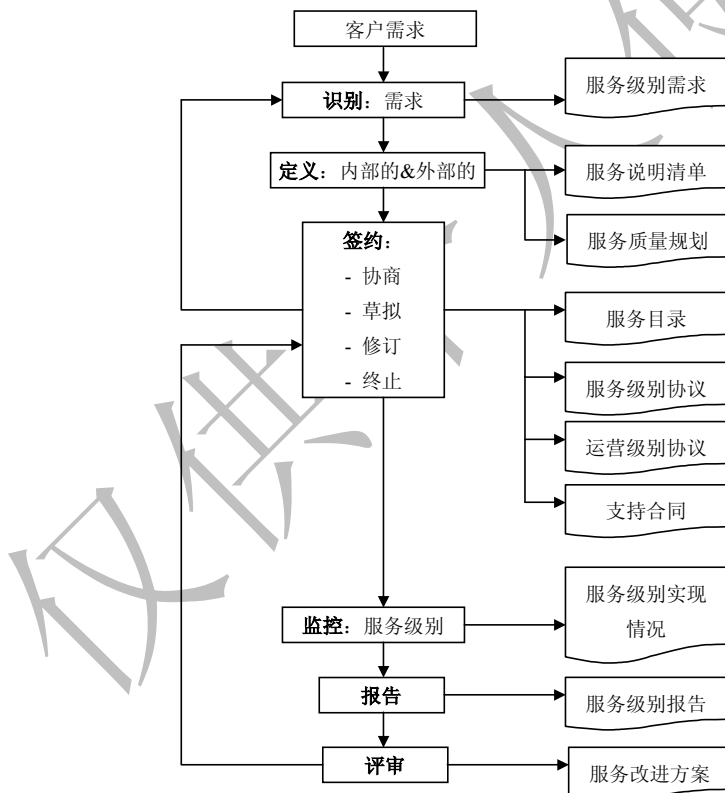 客户需求
识别：需求
服务级别需求
定义：内部的&外部的
服务说明清单
服务质量规划
签约：
- 协商
- 草拟
- 修订
- 终止
服务目录
服务级别协议
运营级别协议
支持合同
监控：服务级别
服务级别实现
情况
报告
服务级别报告
评审
服务改进方案
仅供